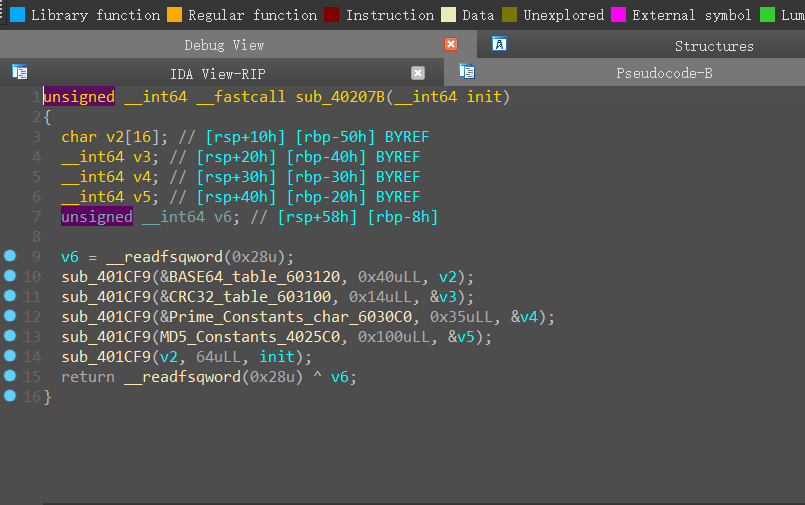 Library function Regular function Instruction Data Unexplored External symbol Lum
Debug View Structures
IDA View-RIP Pseudocode-B
1 unsigned __int64 __fastcall sub_40207B(__int64 init)
2 {
3 char v2[16]; // [rsp+10h] [rbp-50h] BYREF
4 __int64 v3; // [rsp+20h] [rbp-40h] BYREF
5 __int64 v4; // [rsp+30h] [rbp-30h] BYREF
6 __int64 v5; // [rsp+40h] [rbp-20h] BYREF
7 unsigned __int64 v6; // [rsp+58h] [rbp-8h]
8
9 v6 = __readfsqword(0x28u);
10 sub_401CF9(&BASE64_table_603120, 0x40uLL, v2);
11 sub_401CF9(&CRC32_table_603100, 0x14uLL, &v3);
12 sub_401CF9(&Prime_Constants_char_6030C0, 0x35uLL, &v4);
13 sub_401CF9(MD5_Constants_4025C0, 0x100uLL, &v5);
14 sub_401CF9(v2, 64uLL, init);
15 return __readfsqword(0x28u) ^ v6;
16 }